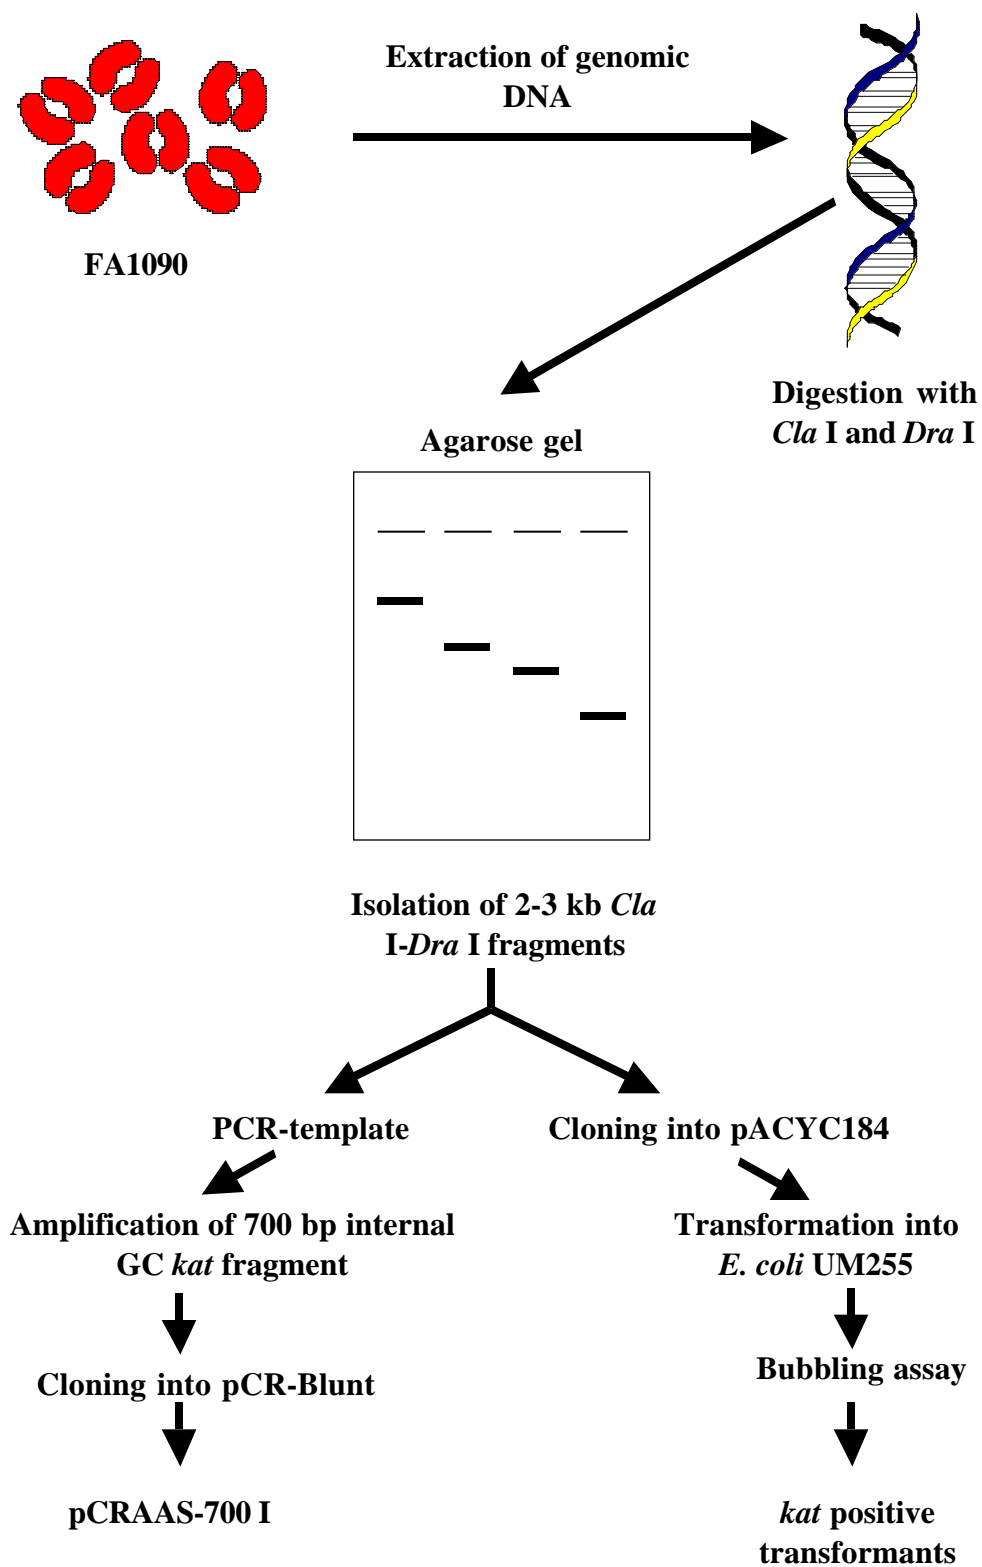 Extraction of genomic
DNA
FA1090
Digestion with
Cla I and Dra I
Agarose gel
Isolation of 2-3 kb Cla
I-Dra I fragments
PCR-template
Cloning into pACYC184
Amplification of 700 bp internal
GC kat fragment
Transformation into
E. coli UM255
Cloning into pCR-Blunt
Bubbling assay
pCRAAS-700 I
kat positive
transformants